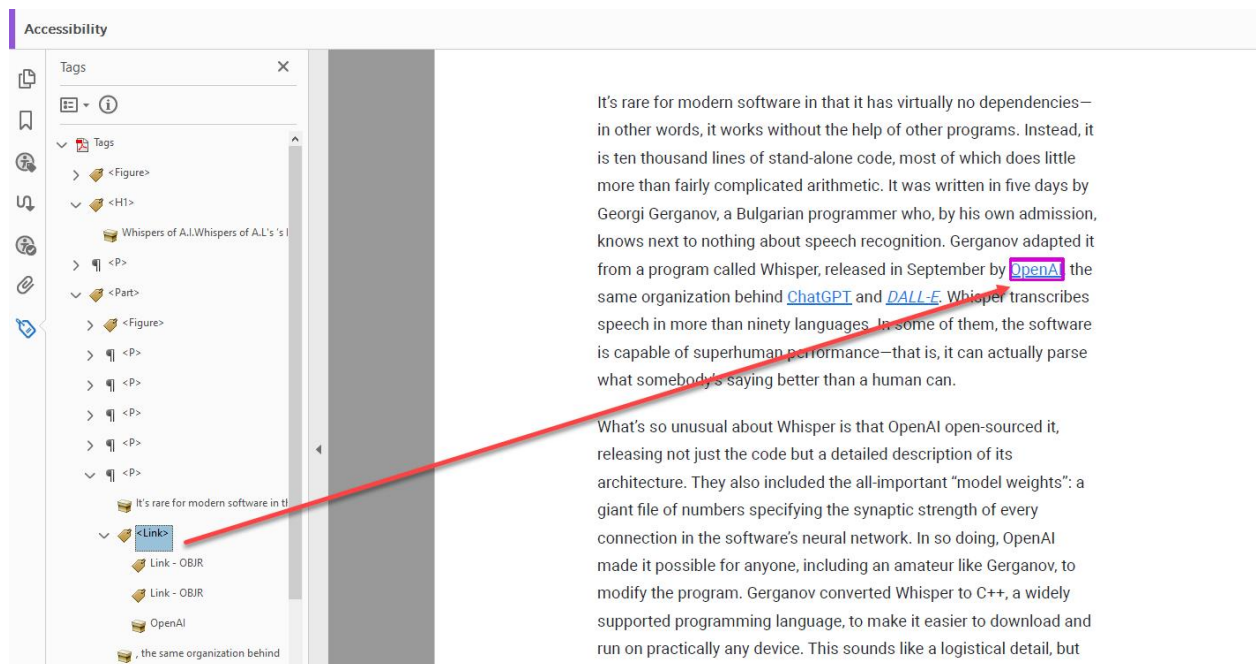 Accessibility
Tags
Tags
<Figure>
<H1>
Whispers of A.I.Whispers of A.L's 's
<P>
<Part>
<Figure>
<P>
<P>
<P>
<P>
<P>
It's rare for modern software in
<Link>
Link - OBJR
Link - OBJR
OpenAI
, the same organization behind
It’s rare for modern software in that it has virtually no dependencies—
in other words, it works without the help of other programs. Instead, it
is ten thousand lines of stand-alone code, most of which does little
more than fairly complicated arithmetic. It was written in five days by
Georgi Gerganov, a Bulgarian programmer who, by his own admission,
knows next to nothing about speech recognition. Gerganov adapted it
from a program called Whisper, released in September by OpenAI, the
same organization behind ChatGPT and DALL-E. Whisper transcribes
speech in more than ninety languages. In some of them, the software
is capable of superhuman performance—that is, it can actually parse
what somebody’s saying better than a human can.
What’s so unusual about Whisper is that OpenAI open-sourced it,
releasing not just the code but a detailed description of its
architecture. They also included the all-important “model weights”: a
giant file of numbers specifying the synaptic strength of every
connection in the software’s neural network. In so doing, OpenAI
made it possible for anyone, including an amateur like Gerganov, to
modify the program. Gerganov converted Whisper to C++, a widely
supported programming language, to make it easier to download and
run on practically any device. This sounds like a logistical detail, but